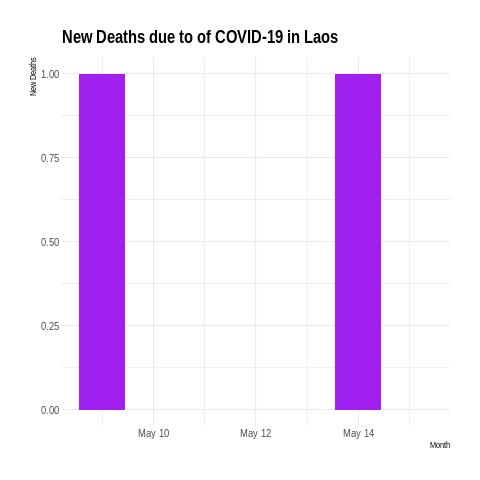 New Deaths due to of COVID-19 in Laos
New Deaths
1.00
0.75
0.50
0.25
0.00
May 10
May 12
May 14
Month